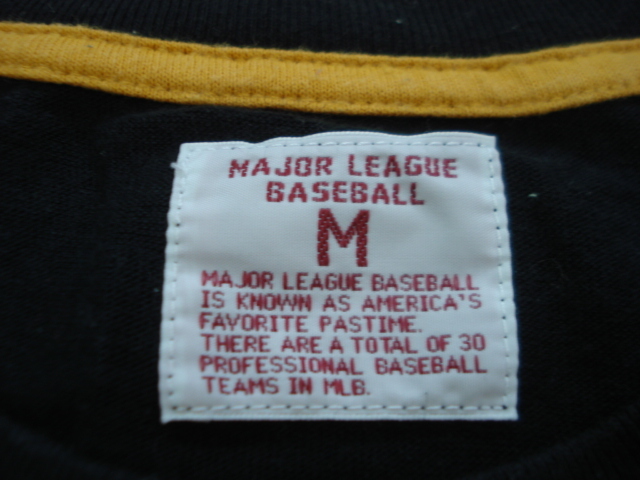 MAJOR LEAGUE
BASEBALL
M
MAJOR LEAGUE BASEBALL
IS KNOWN AS AMERICA'S
FAVORITE PASTIME.
THERE ARE A TOTAL OF 30
PROFESSIONAL BASEBALL
TEAMS IN MLB.